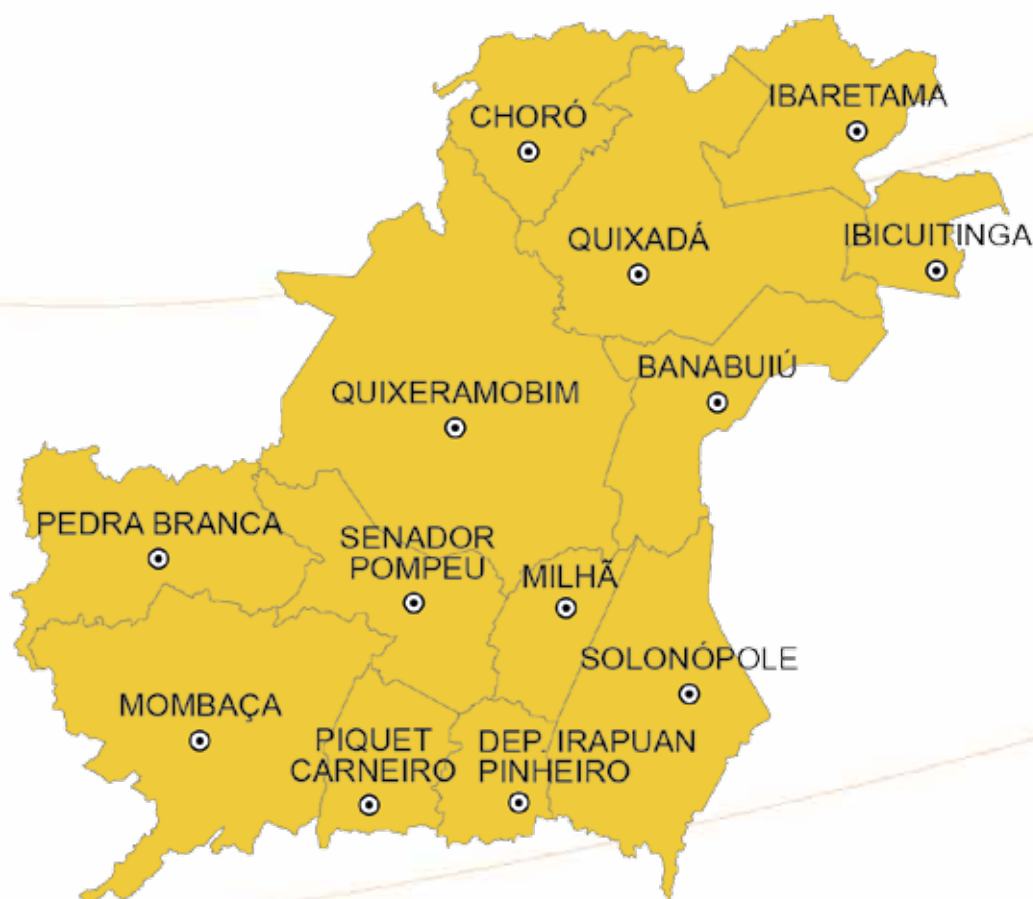 IBARETAMA
CHORÓ
QUIXADÁ
IBICUITINGA
BANABUIÚ
QUIXERAMOBIM
PEDRA BRANCA
SENADOR
POMPEU
MILHÃ
SOLONÓPOLE
MOMBAÇA
PIQUET
CARNEIRO
DEP. IRAPUAN
PINHEIRO